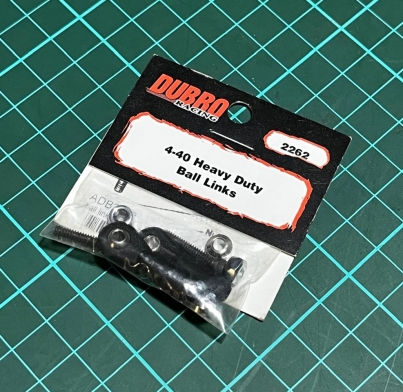 DUBRO
RACING
2262
4-40 Heavy Duty
Ball Links